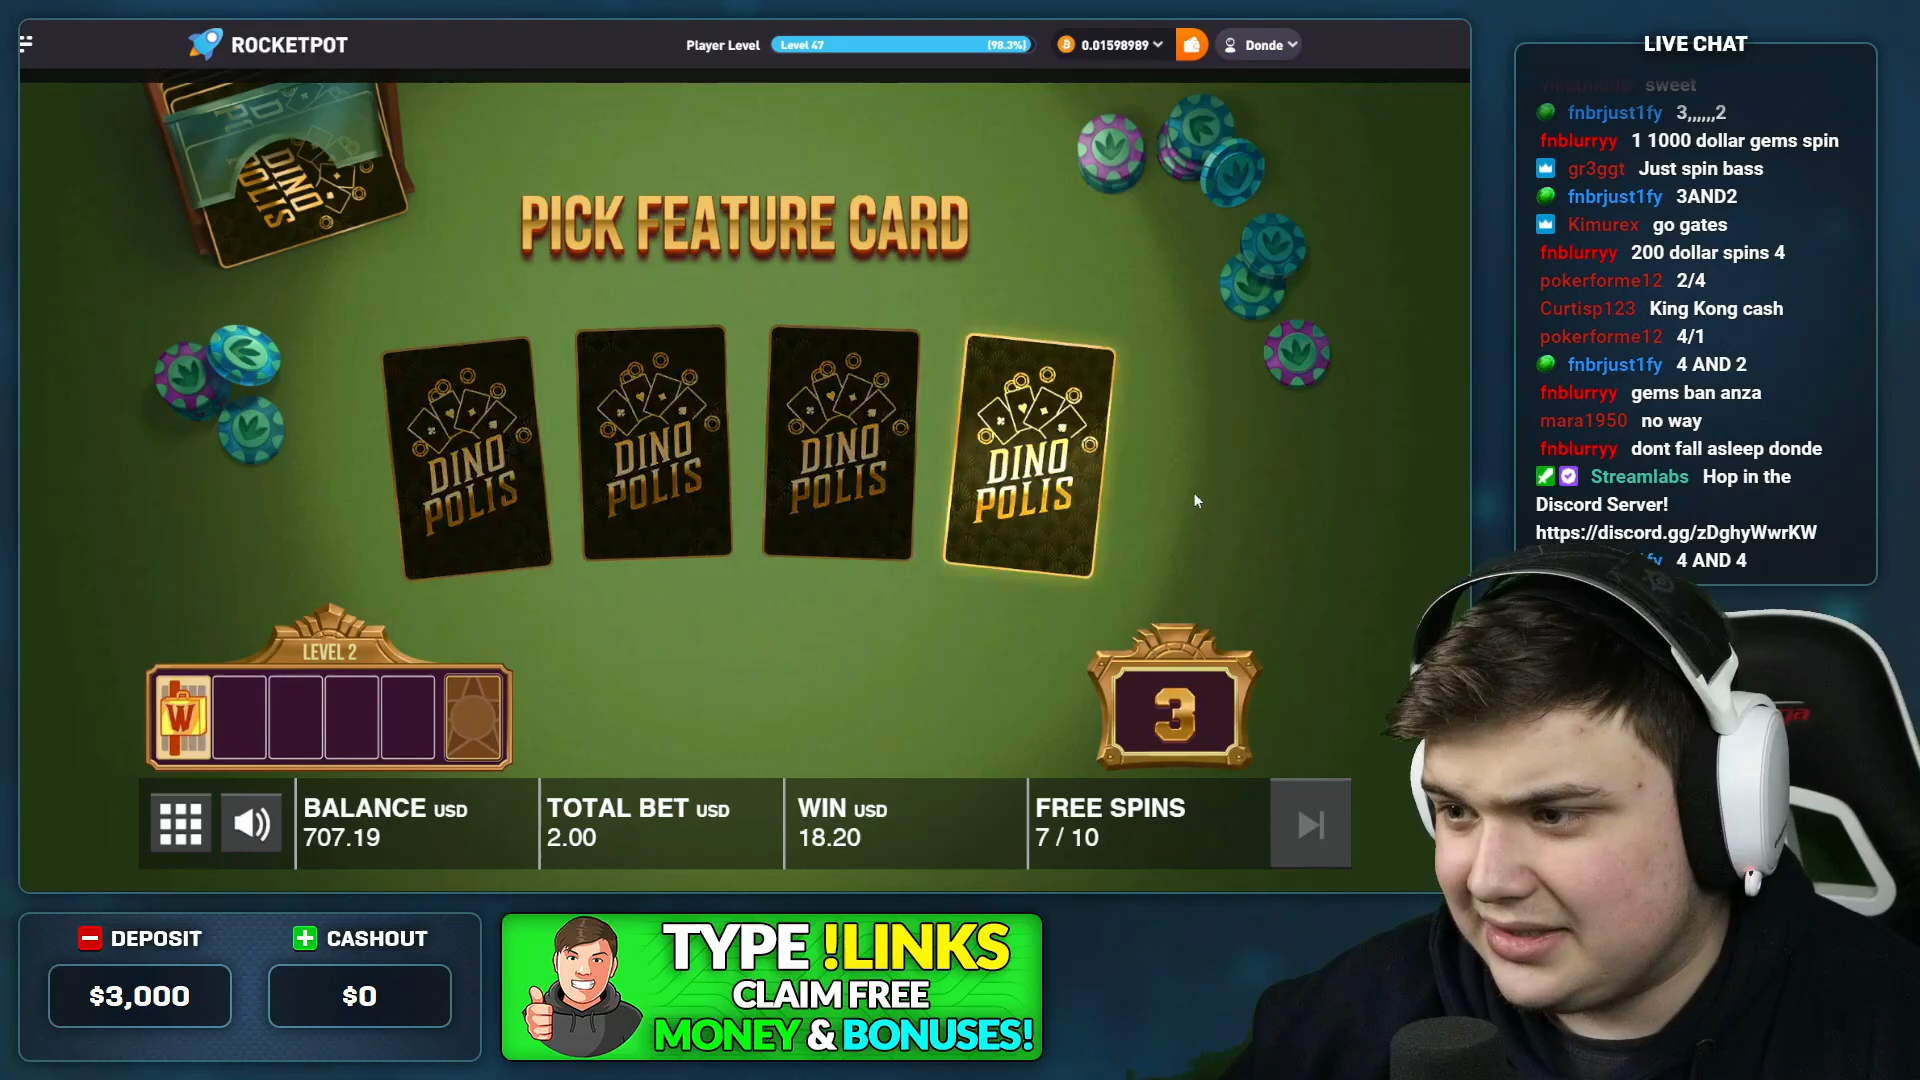 ROCKETPOT
Player Level
Level 47
(98.3%)
0.01598989
Donde
DINO
POLIS
PICK FEATURE CARD
DINO
POLIS
DINO
POLIS
DINO
POLIS
DINO
POLIS
LEVEL 2
W
3
BALANCE USD
707.19
TOTAL BET USD
2.00
WIN USD
18.20
FREE SPINS
7 / 10
DEPOSIT
$3,000
CASHOUT
$0
TYPE !LINKS
CLAIM FREE
MONEY & BONUSES!
LIVE CHAT
sweet
fnbrjust1fy 3,,,,,,2
fnblurryy 1 1000 dollar gems spin
gr3ggt Just spin bass
fnbrjust1fy 3AND2
Kimurex go gates
fnblurryy 200 dollar spins 4
pokerforme12 2/4
Curtisp123 King Kong cash
pokerforme12 4/1
fnbrjust1fy 4 AND 2
fnblurryy gems ban anza
mara1950 no way
fnblurryy dont fall asleep donde
Streamlabs Hop in the
Discord Server!
https://discord.gg/zDghyWwrKW
4 AND 4